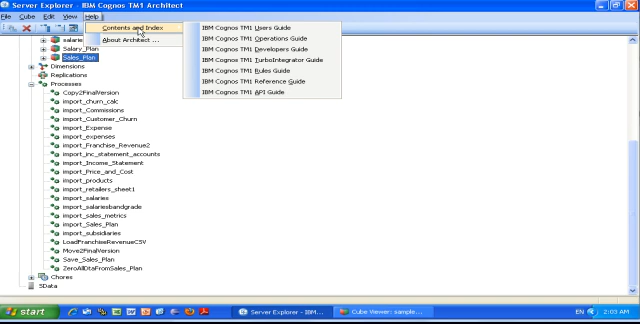 Server Explorer - IBM Cognos TM1 Architect
File Cube Edit View Help
Contents and Index
About Architect ...
IBM Cognos TM1 Users Guide
IBM Cognos TM1 Operations Guide
IBM Cognos TM1 Developers Guide
IBM Cognos TM1 TurboIntegrator Guide
IBM Cognos TM1 Rules Guide
IBM Cognos TM1 Reference Guide
IBM Cognos TM1 API Guide
salarie
Salary_Plan
Sales_Plan
Dimensions
Replications
Processes
Copy2FinalVersion
import_churn_calc
import_Commissions
import_Customer_Churn
import_Expense
import_expenses
import_Franchise_Revenue2
import_inc_statement_accounts
import_Income_Statement
import_Price_and_Cost
import_products
import_retailers_sheet1
import_salaries
import_salariesbandgrade
import_sales_metrics
import_Sales_Plan
import_subsidiaries
LoadFranchiseRevenueCSV
Move2FinalVersion
Save_Sales_Plan
ZeroAllDtaFromSales_Plan
Chores
SData
start
Server Explorer - IBM...
Cube Viewer: sample...
EN
2:03 AM